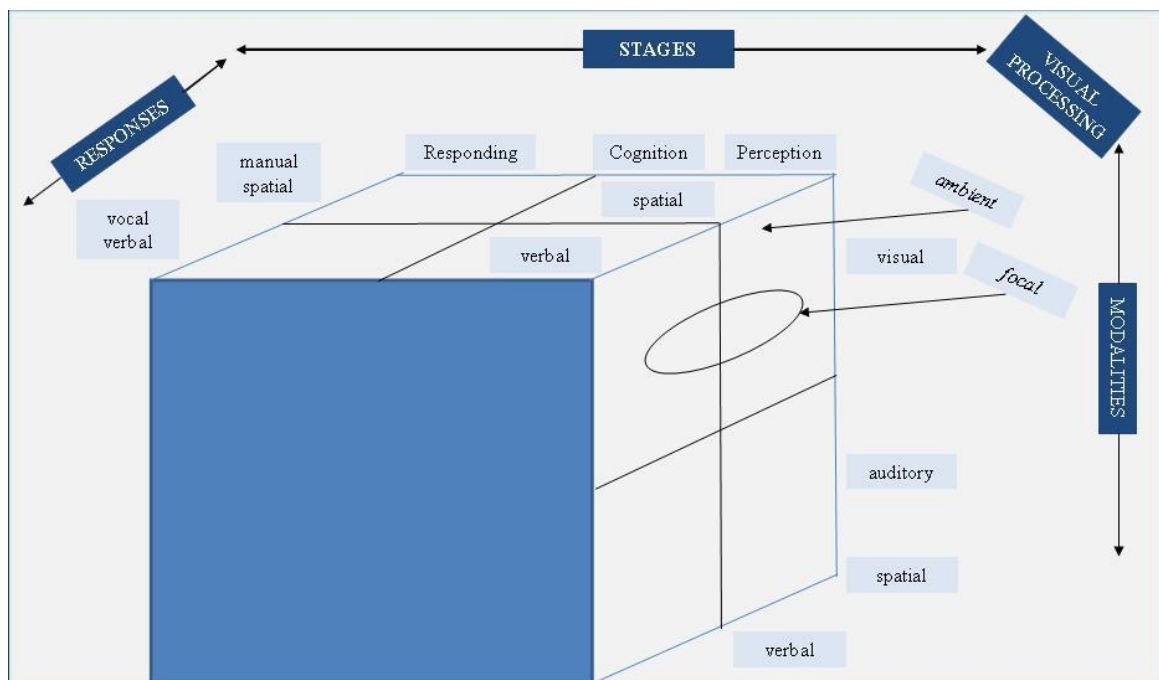 STAGES
VISUAL
PROCESSING
RESPONSES
manual
spatial
Responding
Cognition
Perception
vocal
verbal
spatial
ambient
verbal
visual
focal
MODALITIES
auditory
spatial
verbal